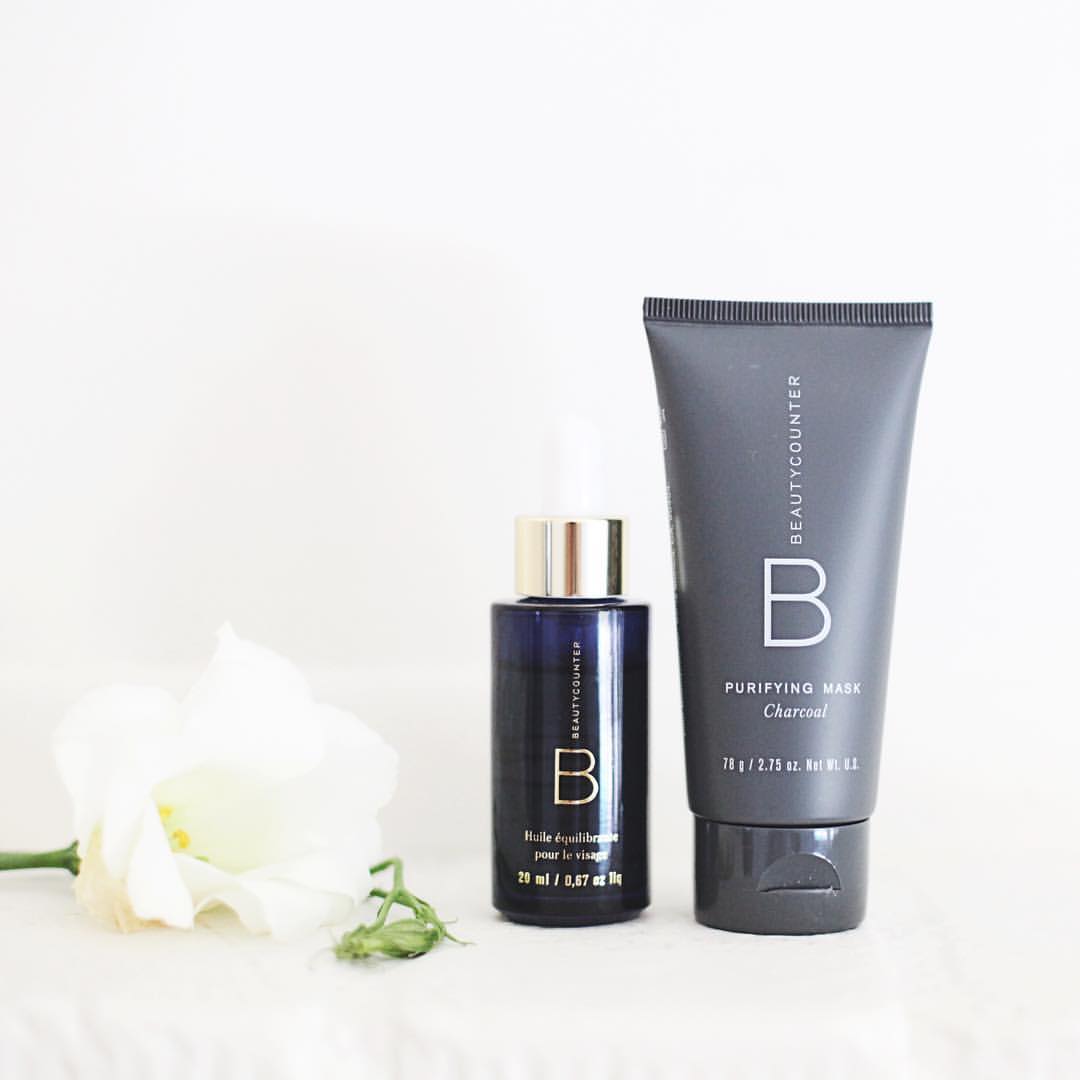 BEAUTYCOUNTER
B
Huile équilibrante
pour le visage
20 ml / 0,67 oz liq
BEAUTYCOUNTER
B
PURIFYING MASK
Charcoal
78 g / 2.75 oz. Net Wt. U.S.